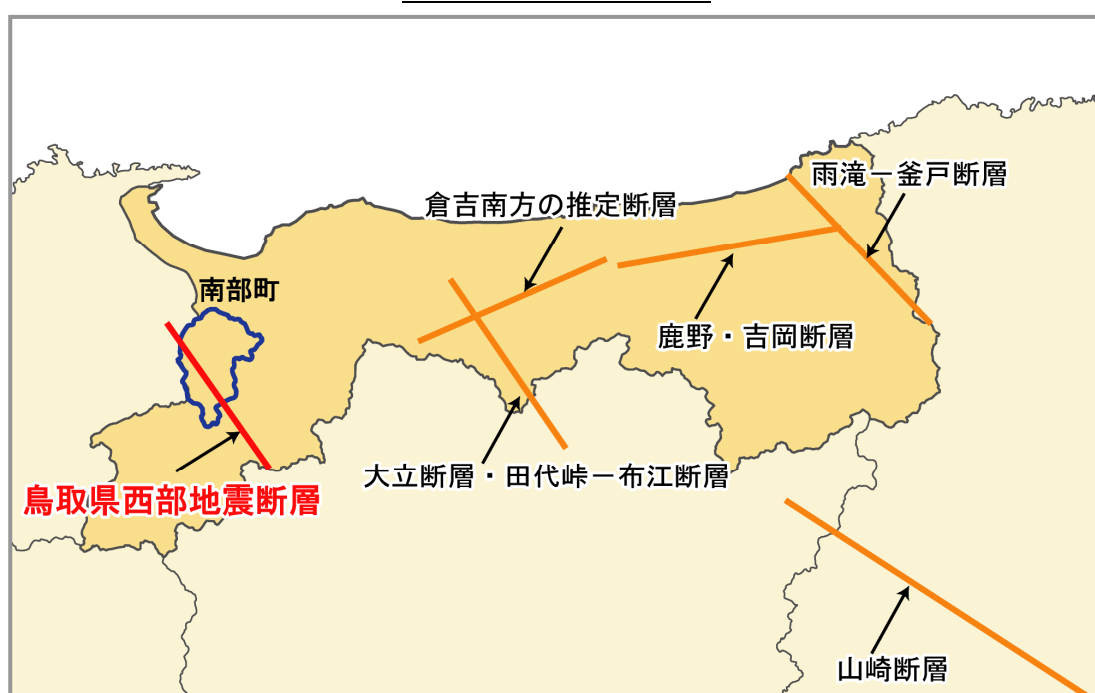 雨滝－釜戸断層
倉吉南方の推定断層
南部町
鹿野・吉岡断層
大立断層・田代峠－布江断層
鳥取県西部地震断層
山崎断層